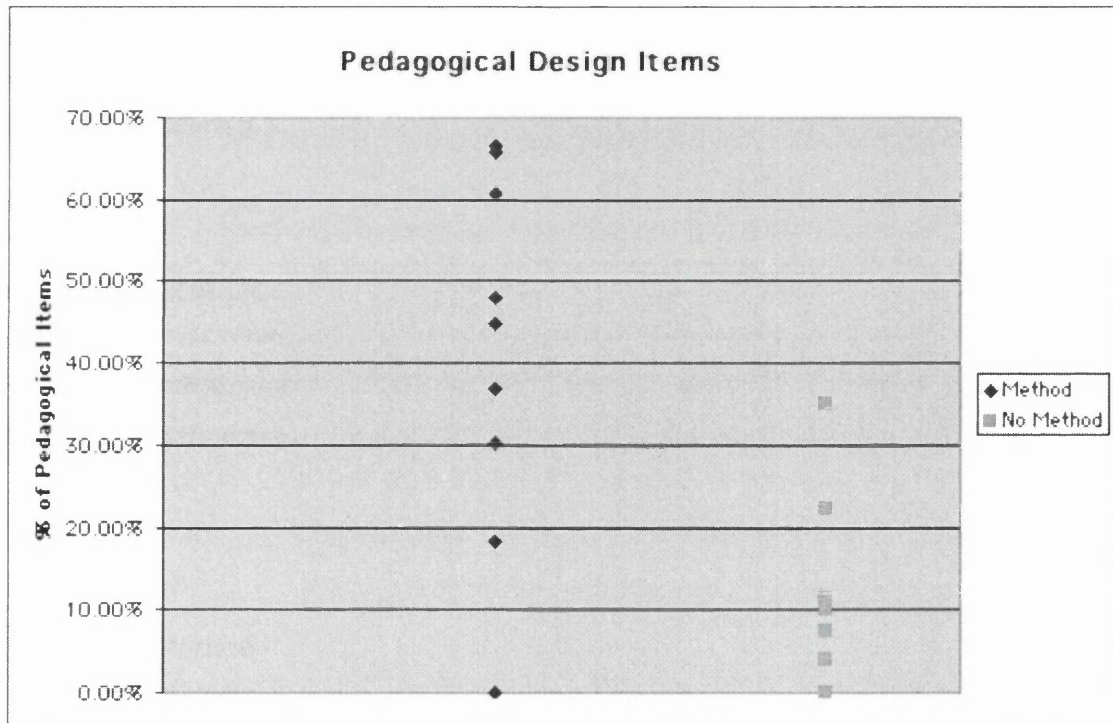 Pedagogical Design Items
70.00%
60.00%
50.00%
40.00%
30.00%
20.00%
10.00%
0.00%
% of Pedagogical Items
Method
No Method